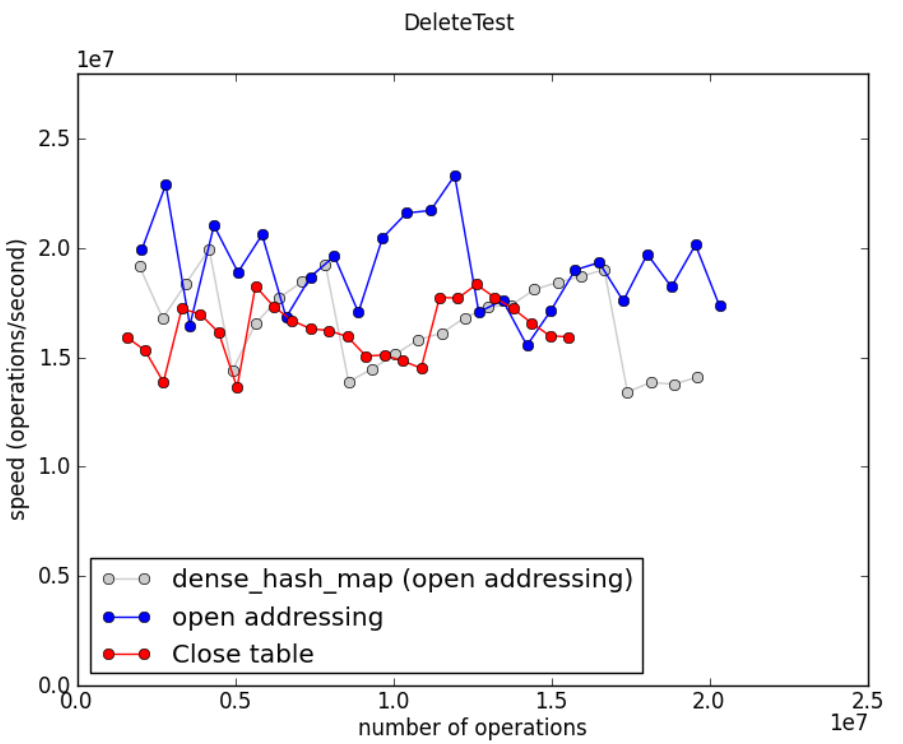 DeleteTest
1e7
2.5
2.0
1.5
1.0
0.5
0.0
speed (operations/second)
dense_hash_map (open addressing)
open addressing
Close table
0.0 0.5 1.0 1.5 2.0 2.5
number of operations
1e7